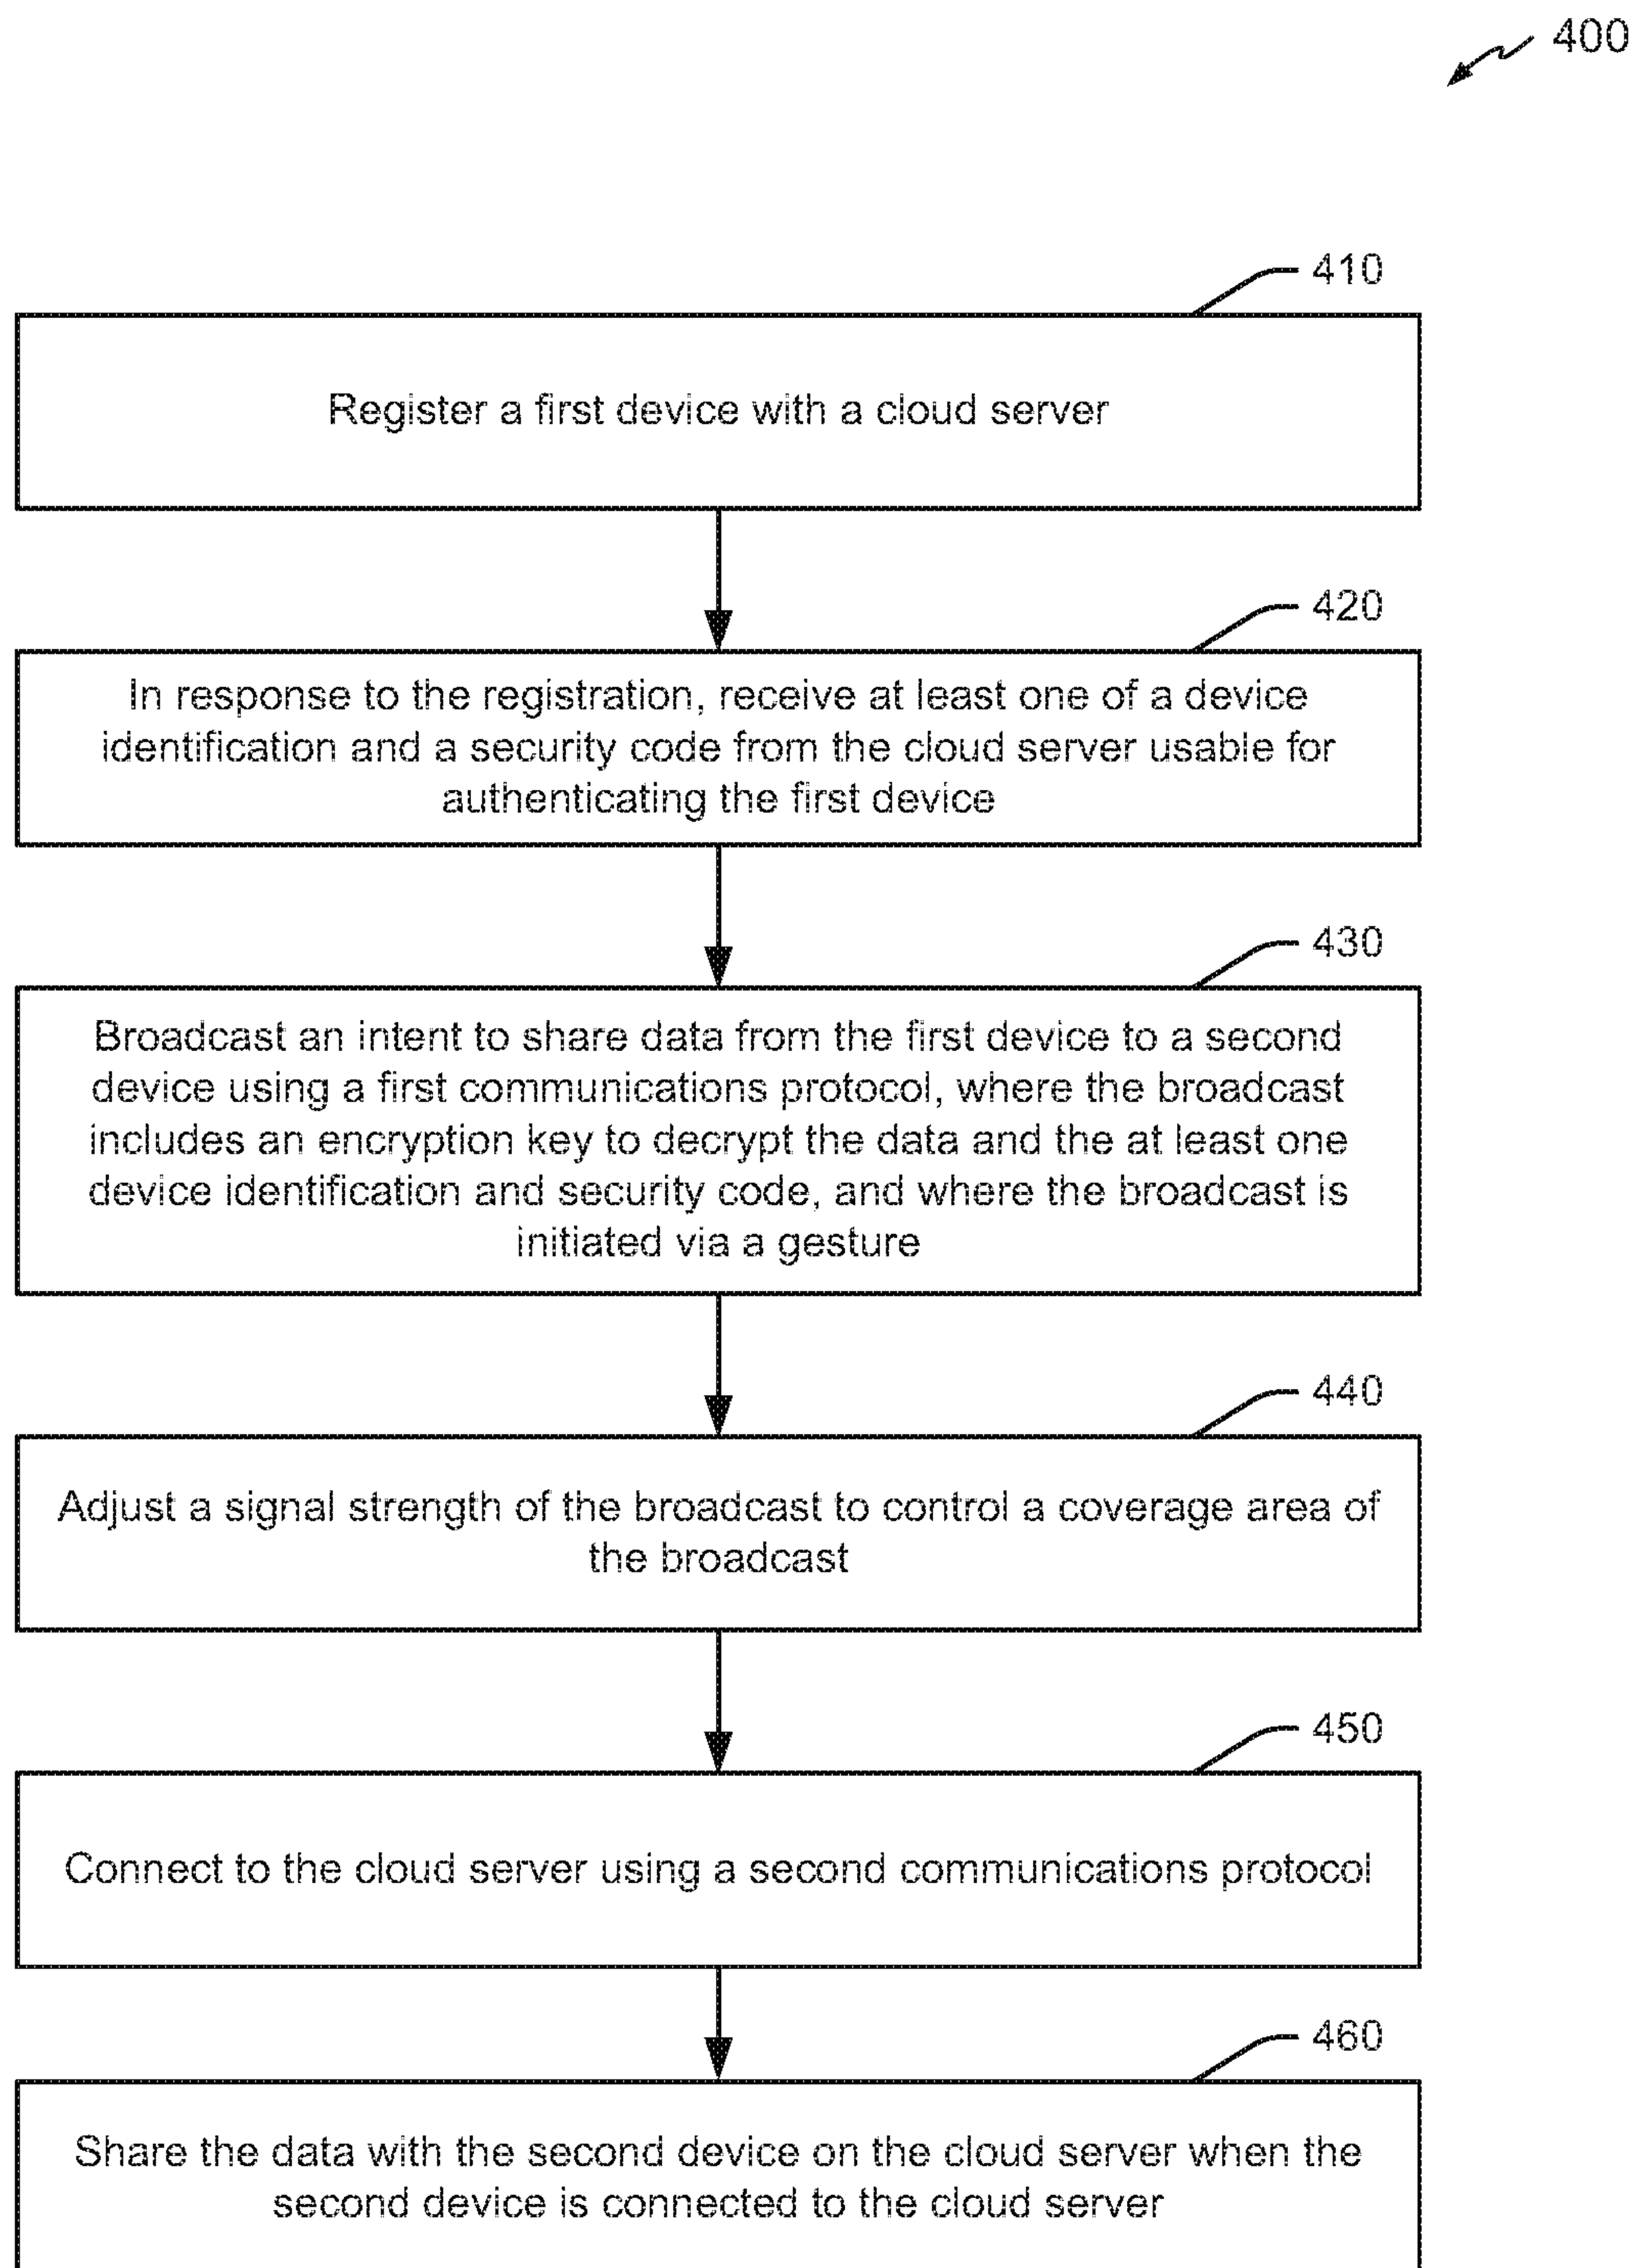 400
410
Register a first device with a cloud server
420
In response to the registration, receive at least one of a device
identification and a security code from the cloud server usable for
authenticating the first device
430
Broadcast an intent to share data from the first device to a second
device using a first communications protocol, where the broadcast
includes an encryption key to decrypt the data and the at least one
device identification and security code, and where the broadcast is
initiated via a gesture
440
Adjust a signal strength of the broadcast to control a coverage area of
the broadcast
450
Connect to the cloud server using a second communications protocol
460
Share the data with the second device on the cloud server when the
second device is connected to the cloud server